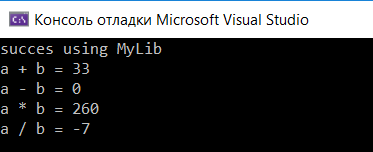 C:\ Консоль отладки Microsoft Visual Studio
succes using MyLib
a + b = 33
a - b = 0
a * b = 260
a / b = -7